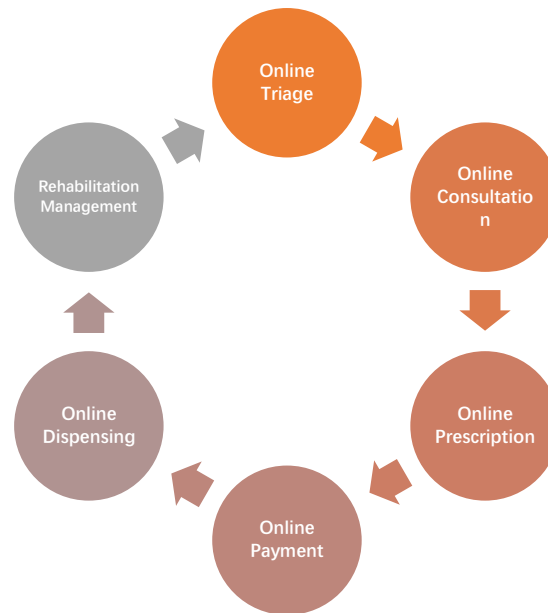 Online
Triage
Online
Consultatio
n
Online
Prescription
Online
Payment
Online
Dispensing
Rehabilitation
Management